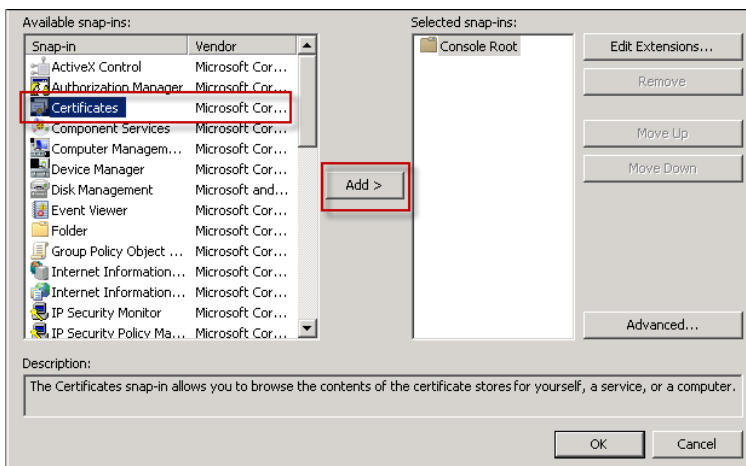 Available snap-ins:
Selected snap-ins:
Snap-in Vendor
Console Root
Edit Extensions...
ActiveX Control Microsoft Cor...
Authorization Manager Microsoft Cor...
Remove
Certificates Microsoft Cor...
Component Services Microsoft Cor...
Move Up
Computer Managem... Microsoft Cor...
Device Manager Microsoft Cor...
Move Down
Add >
Disk Management Microsoft and...
Event Viewer Microsoft Cor...
Folder Microsoft Cor...
Group Policy Object ... Microsoft Cor...
Internet Information... Microsoft Cor...
Internet Information... Microsoft Cor...
IP Security Monitor Microsoft Cor...
IP Security Policy Ma... Microsoft Cor...
Advanced...
Description:
The Certificates snap-in allows you to browse the contents of the certificate stores for yourself, a service, or a computer.
OK Cancel